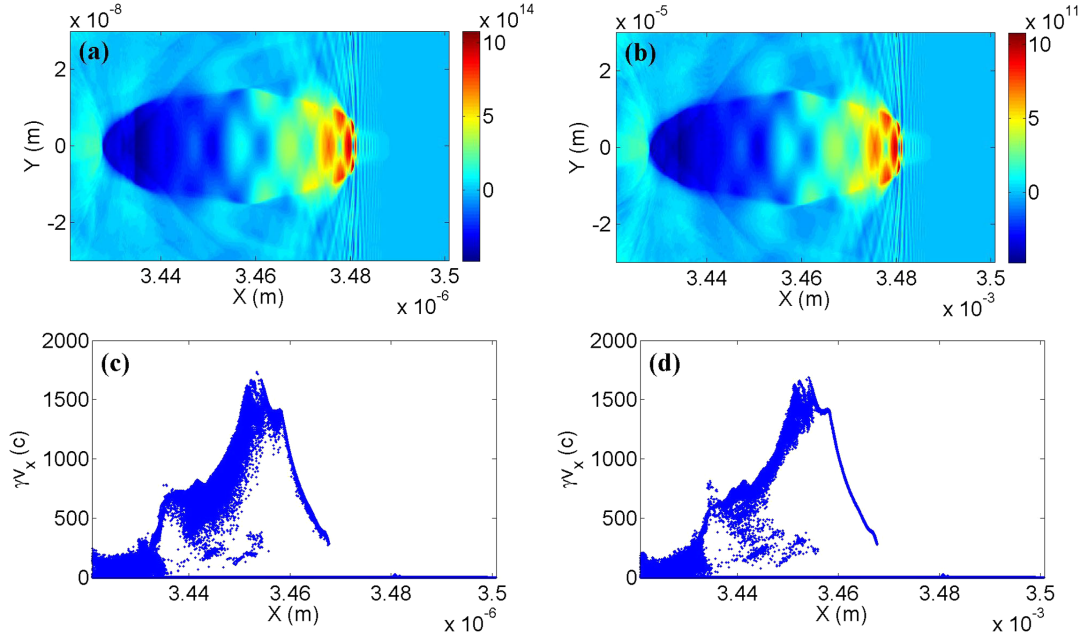 x 10^-8
x 10^14
(a)
10
2
5
0
0
-2
Y (m)
3.44 3.46 3.48 3.5
X (m)
x 10^-6
x 10^-5
x 10^11
(b)
10
2
5
0
0
-2
Y (m)
3.44 3.46 3.48 3.5
X (m)
x 10^-3
2000
(c)
1500
1000
500
0
γv_x (c)
3.44 3.46 3.48 3.5
X (m)
x 10^-6
2000
(d)
1500
1000
500
0
γv_x (c)
3.44 3.46 3.48 3.5
X (m)
x 10^-3